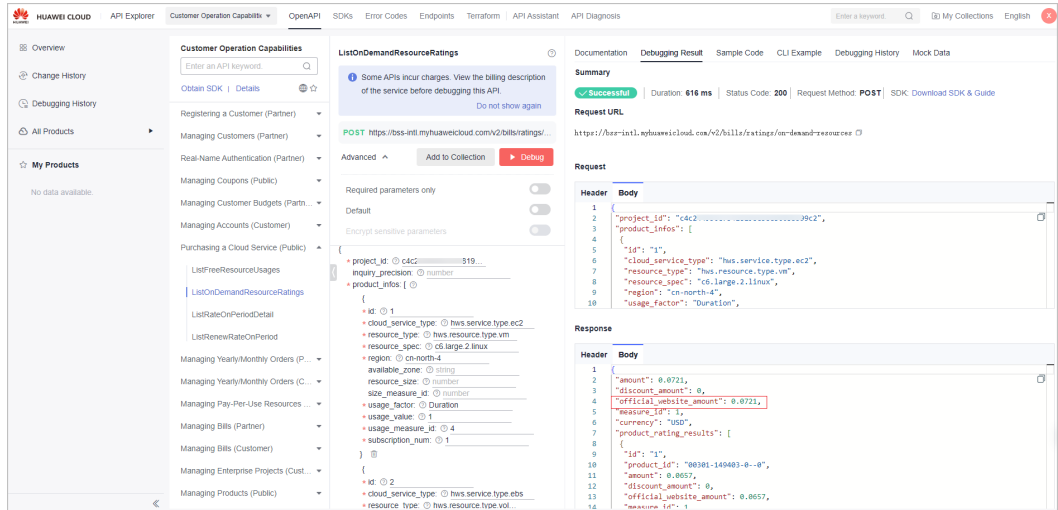 HUAWEI
HUAWEI CLOUD
API Explorer
Customer Operation Capabilitic
OpenAPI
SDKs
Error Codes
Endpoints
Terraform
API Assistant
API Diagnosis
Enter a keyword.
My Collections
English
X
Overview
Change History
Debugging History
All Products
My Products
No data available.
Customer Operation Capabilities
Enter an API keyword.
Obtain SDK | Details
Registering a Customer (Partner)
Managing Customers (Partner)
Real-Name Authentication (Partner)
Managing Coupons (Public)
Managing Customer Budgets (Partn...
Managing Accounts (Customer)
Purchasing a Cloud Service (Public)
ListFreeResourceUsages
ListOnDemandResourceRatings
ListRateOnPeriodDetail
ListRenewRateOnPeriod
Managing Yearly/Monthly Orders (P...
Managing Yearly/Monthly Orders (C...
Managing Pay-Per-Use Resources ...
Managing Bills (Partner)
Managing Bills (Customer)
Managing Enterprise Projects (Cust...
Managing Products (Public)
ListOnDemandResourceRatings
Some APIs incur charges. View the billing description
of the service before debugging this API.
Do not show again
POST https://bss-intl.myhuaweicloud.com/v2/bills/ratings/...
Advanced
Add to Collection
Debug
Required parameters only
Default
Encrypt sensitive parameters
{
* project_id: c4c2 819...
inquiry_precision: number
* product_infos: [
{
* id: 1
* cloud_service_type: hws.service.type.ec2
* resource_type: hws.resource.type.vm
* resource_spec: c6.large.2.linux
* region: cn-north-4
available_zone: string
resource_size: number
size_measure_id: number
* usage_factor: Duration
* usage_value: 1
* usage_measure_id: 4
* subscription_num: 1
}
{
* id: 2
* cloud_service_type: hws.service.type.ebs
* resource_type: hws.resource.type.vol...
Documentation
Debugging Result
Sample Code
CLI Example
Debugging History
Mock Data
Summary
Successful | Duration: 616 ms | Status Code: 200 | Request Method: POST | SDK: Download SDK & Guide
Request URL
https://bss-intl.myhuaweicloud.com/v2/bills/ratings/on-demand-resources
Request
Header Body
1 {
2 "project_id": "c4c2 99c2",
3 "product_infos": [
4 {
5 "id": "1",
6 "cloud_service_type": "hws.service.type.ec2",
7 "resource_type": "hws.resource.type.vm",
8 "resource_spec": "c6.large.2.linux",
9 "region": "cn-north-4",
10 "usage_factor": "Duration",
Response
Header Body
1 {
2 "amount": 0.0721,
3 "discount_amount": 0,
4 "official_website_amount": 0.0721,
5 "measure_id": 1,
6 "currency": "USD",
7 "product_rating_results": [
8 {
9 "id": "1",
10 "product_id": "00301-149403-0--0",
11 "amount": 0.0657,
12 "discount_amount": 0,
13 "official_website_amount": 0.0657,
14 "measure_id": 1